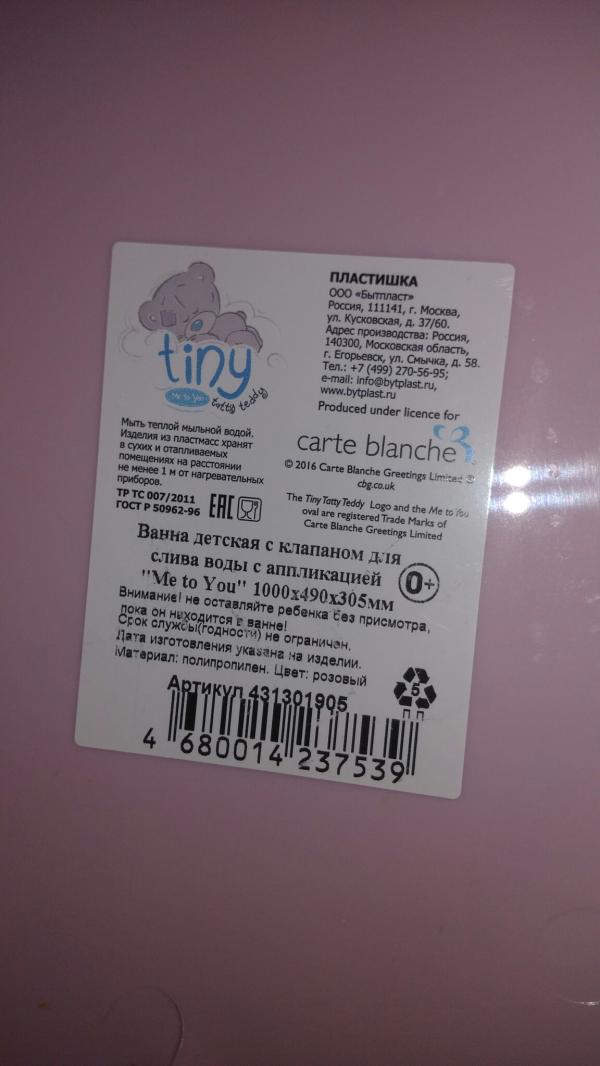 tiny
Me to You
tatty teddy
Мыть теплой мыльной водой.
Изделия из пластмасс хранят
в сухих и отапливаемых
помещениях на расстоянии
не менее 1 м от нагревательных
приборов.
ТР ТС 007/2011
ГОСТ Р 50962-96
EAC
ПЛАСТИШКА
ООО «Бытпласт»
Россия, 111141, г. Москва,
ул. Кусковская, д. 37/60.
Адрес производства: Россия,
140300, Московская область,
г. Егорьевск, ул. Смычка, д. 58.
Тел.: +7 (499) 270-56-95;
e-mail: info@bytplast.ru,
www.bytplast.ru
Produced under licence for
carte blanche
© 2016 Carte Blanche Greetings Limited ®
cbg.co.uk
The Tiny Tatty Teddy Logo and the Me to You
oval are registered Trade Marks of
Carte Blanche Greetings Limited
Ванна детская с клапаном для
слива воды с аппликацией
"Me to You" 1000х490х305мм
0+
Внимание! не оставляйте ребенка без присмотра,
пока он находится в ванне!
Срок службы(годности) не ограничен.
Дата изготовления указана на изделии.
Материал: полипропилен. Цвет: розовый
Артикул 431301905
5
ПП
4 680014 237539